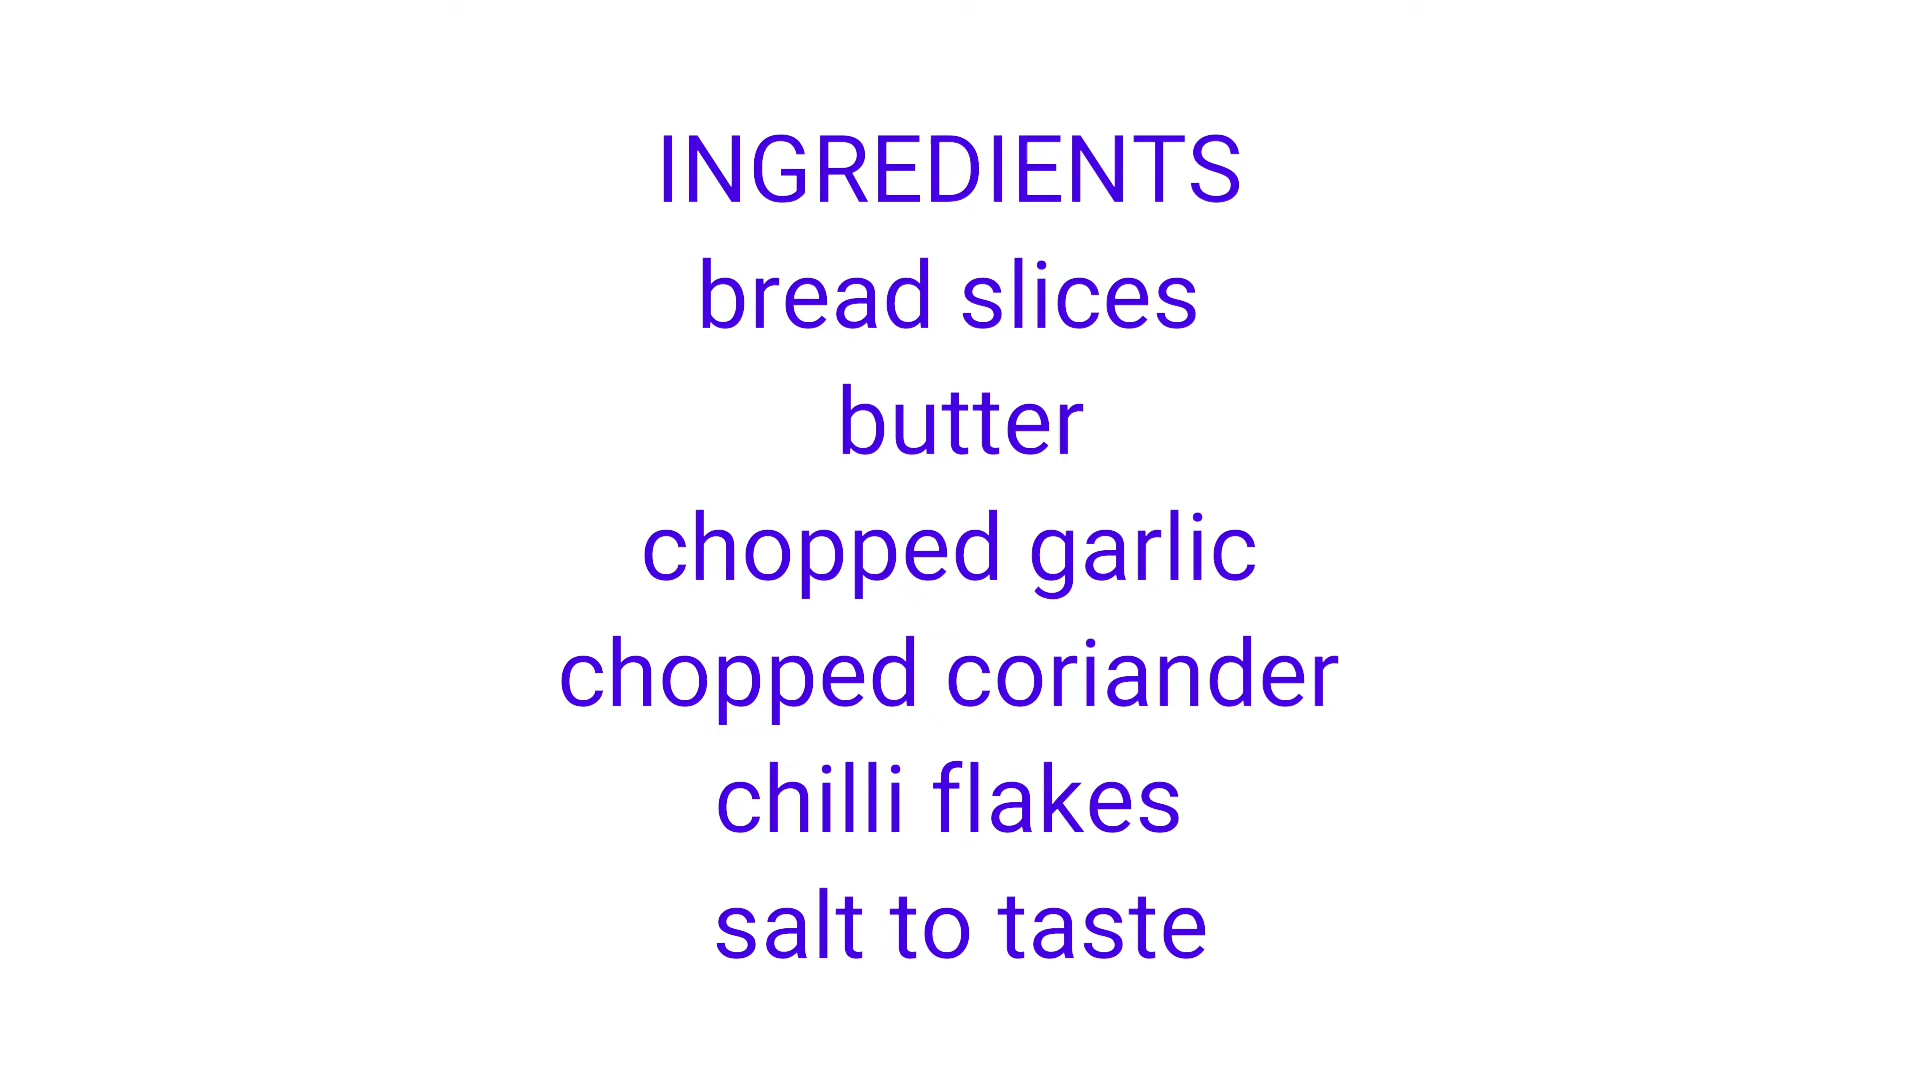 INGREDIENTS
bread slices
butter
chopped garlic
chopped coriander
chilli flakes
salt to taste